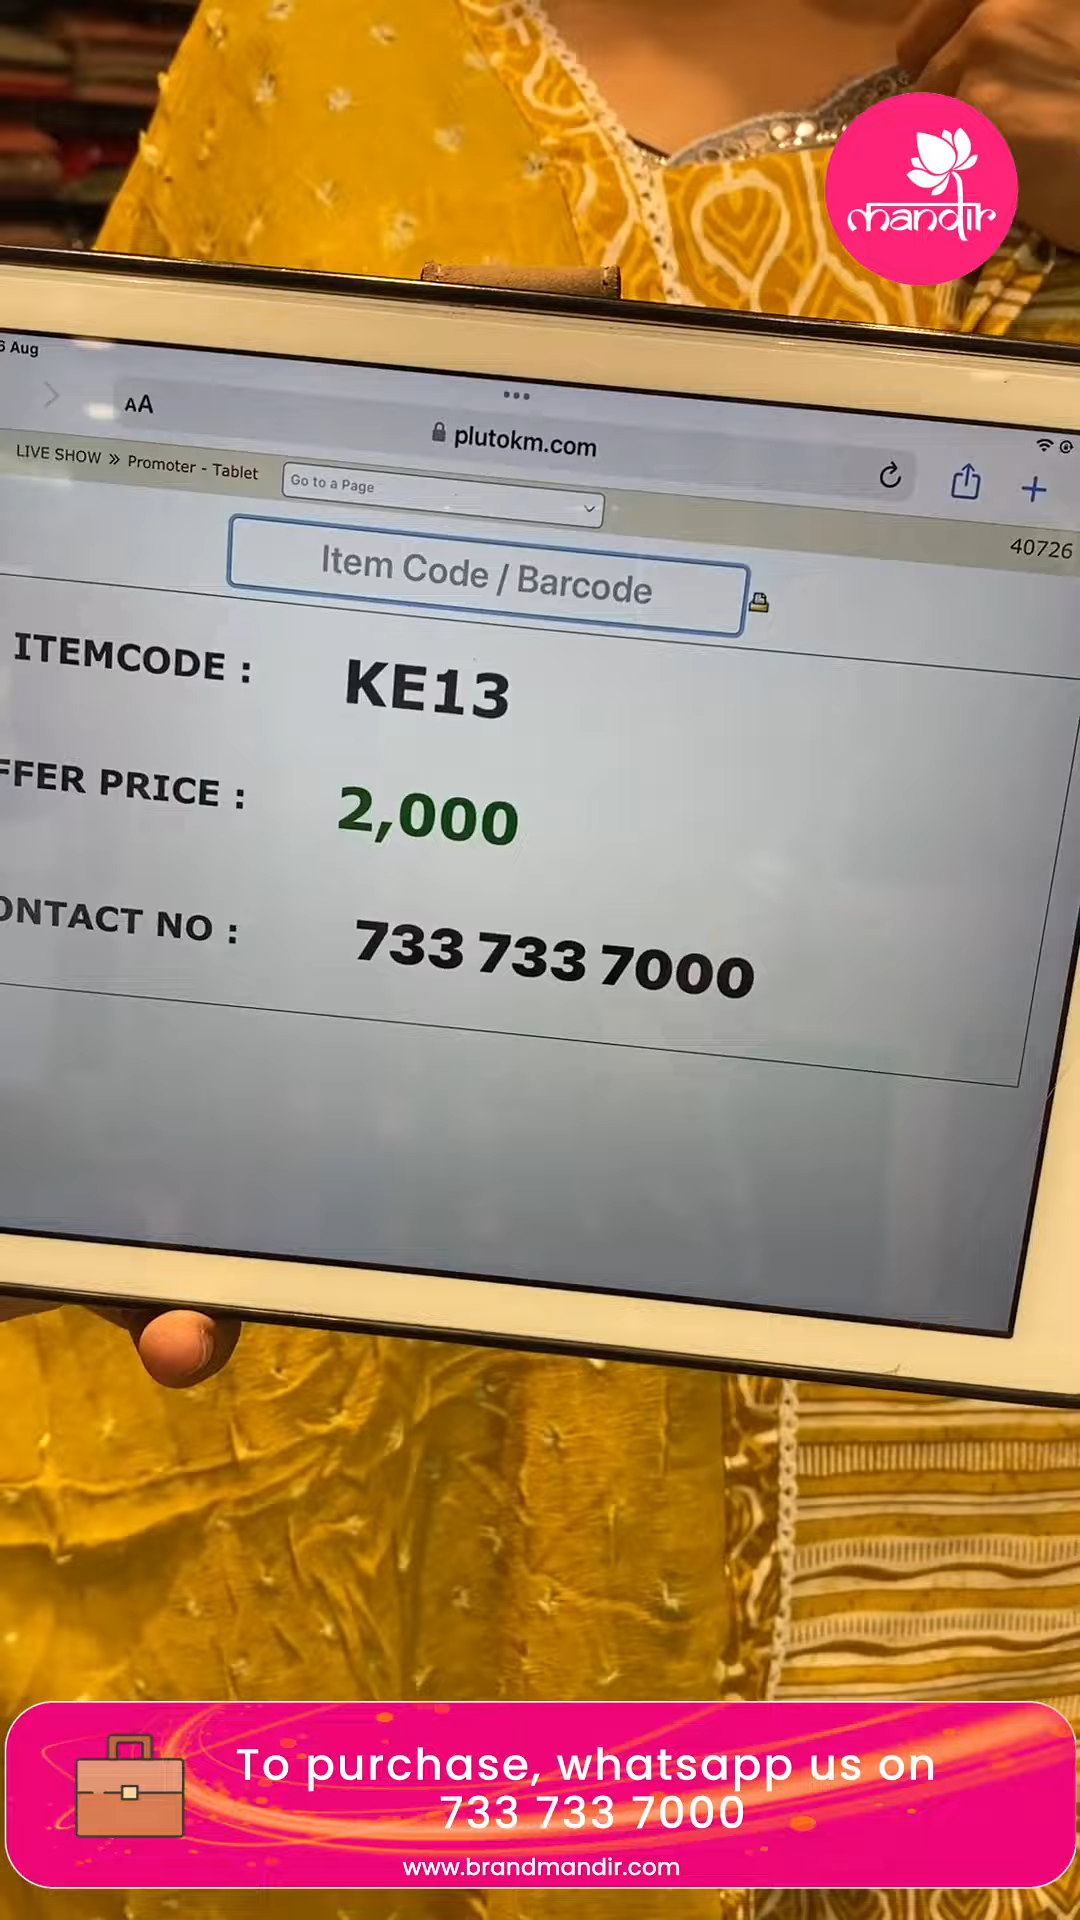 mandir
6 Aug
AA
plutokm.com
LIVE SHOW » Promoter - Tablet
Go to a Page
40726
Item Code / Barcode
ITEMCODE : KE13
FFER PRICE : 2,000
ONTACT NO : 733 733 7000
To purchase, whatsapp us on
733 733 7000
www.brandmandir.com